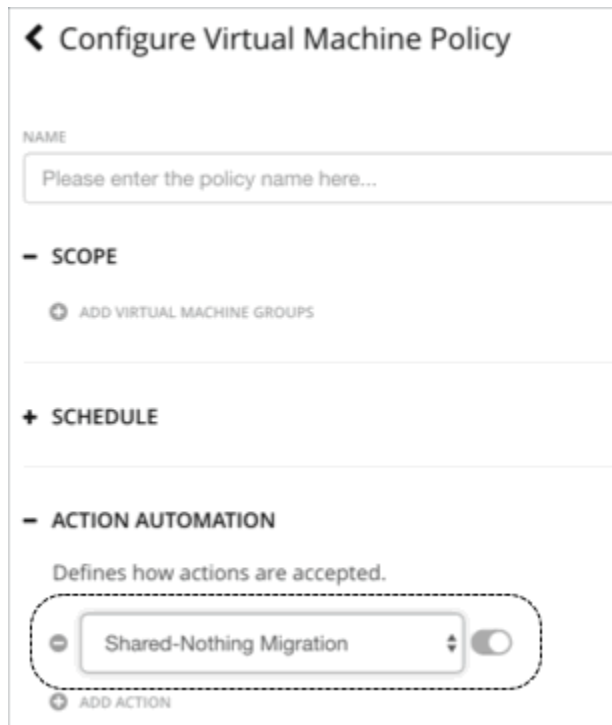 Configure Virtual Machine Policy
NAME
Please enter the policy name here...
SCOPE
ADD VIRTUAL MACHINE GROUPS
SCHEDULE
ACTION AUTOMATION
Defines how actions are accepted.
Shared-Nothing Migration
ADD ACTION